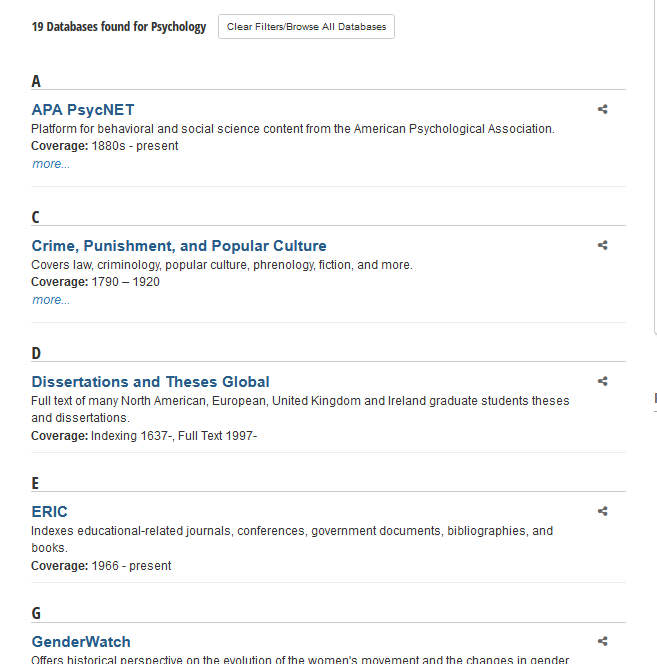 19 Databases found for Psychology
Clear Filters/Browse All Databases
A
APA PsycNET
Platform for behavioral and social science content from the American Psychological Association.
Coverage: 1880s - present
more...
C
Crime, Punishment, and Popular Culture
Covers law, criminology, popular culture, phrenology, fiction, and more.
Coverage: 1790 – 1920
more...
D
Dissertations and Theses Global
Full text of many North American, European, United Kingdom and Ireland graduate students theses
and dissertations.
Coverage: Indexing 1637-, Full Text 1997-
E
ERIC
Indexes educational-related journals, conferences, government documents, bibliographies, and
books.
Coverage: 1966 - present
G
GenderWatch
Offers historical perspective on the evolution of the women's movement and the changes in gender